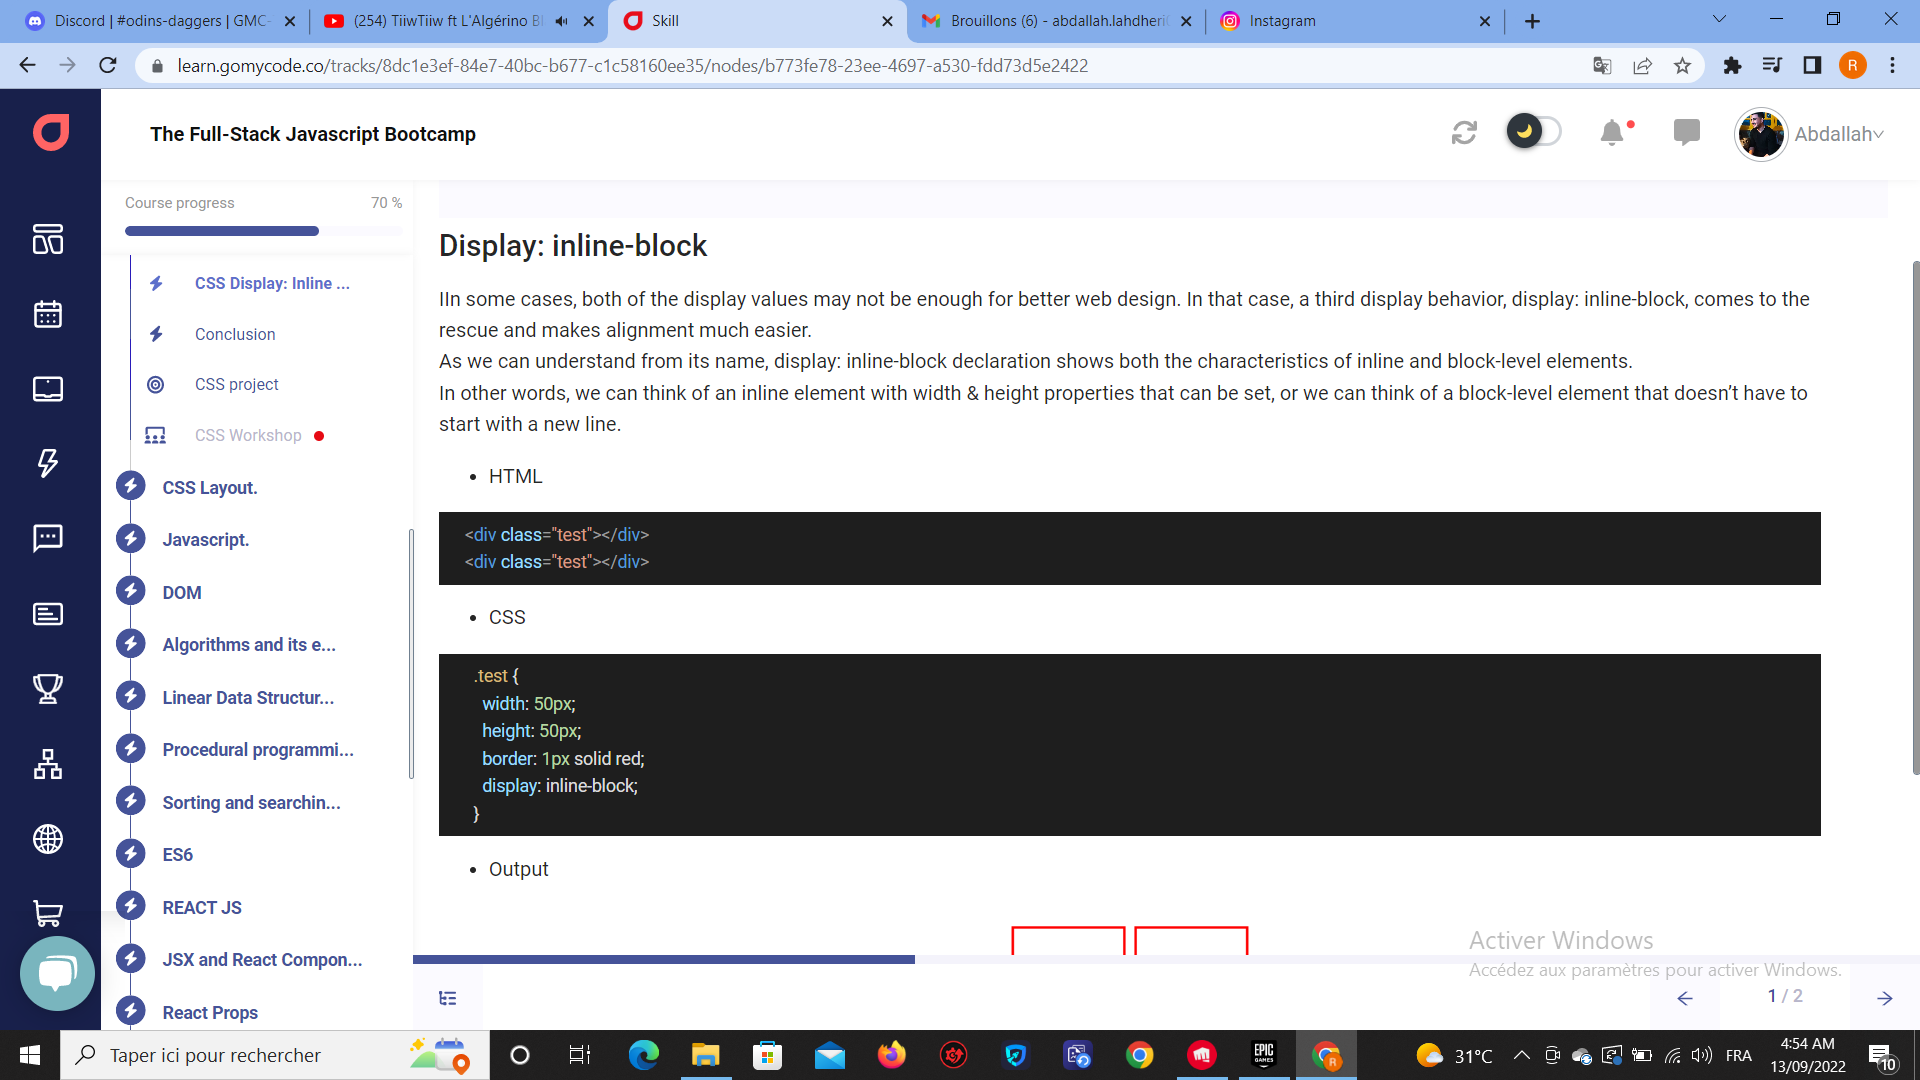 Discord | #odins-daggers | GMC-
(254) TiiwTiiw ft L'Algérino Bl
Skill
Brouillons (6) - abdallah.lahdheri
Instagram
learn.gomycode.co/tracks/8dc1e3ef-84e7-40bc-b677-c1c58160ee35/nodes/b773fe78-23ee-4697-a530-fdd73d5e2422
R
The Full-Stack Javascript Bootcamp
Abdallah
Course progress
70 %
CSS Display: Inline ...
Conclusion
CSS project
CSS Workshop
CSS Layout.
Javascript.
DOM
Algorithms and its e...
Linear Data Structur...
Procedural programmi...
Sorting and searchin...
ES6
REACT JS
JSX and React Compon...
React Props
Display: inline-block
IIn some cases, both of the display values may not be enough for better web design. In that case, a third display behavior, display: inline-block, comes to the
rescue and makes alignment much easier.
As we can understand from its name, display: inline-block declaration shows both the characteristics of inline and block-level elements.
In other words, we can think of an inline element with width & height properties that can be set, or we can think of a block-level element that doesn’t have to
start with a new line.
• HTML
<div class="test"></div>
<div class="test"></div>
• CSS
.test {
width: 50px;
height: 50px;
border: 1px solid red;
display: inline-block;
}
• Output
Activer Windows
Accédez aux paramètres pour activer Windows.
1 / 2
Taper ici pour rechercher
EPIC
GAMES
R
31°C
FRA
4:54 AM
13/09/2022
10